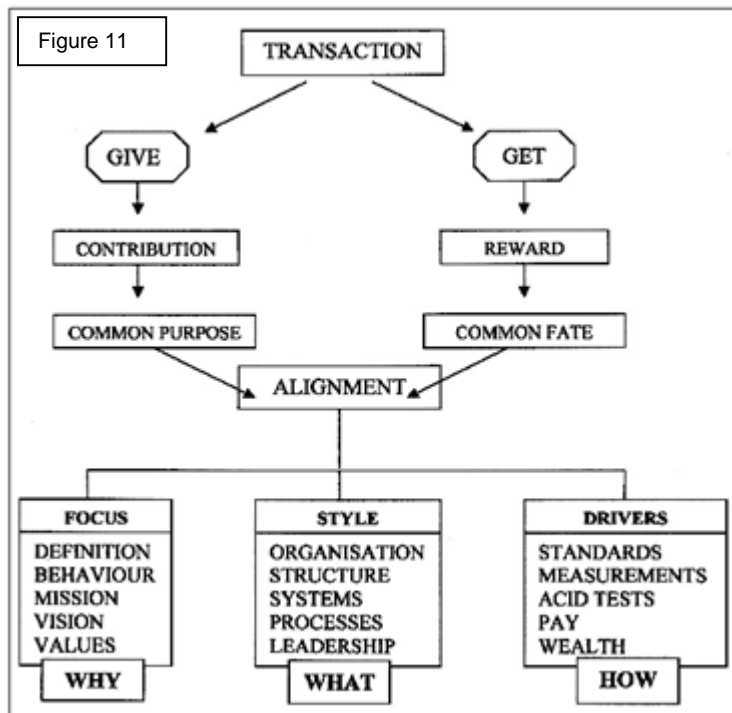 Figure 11
TRANSACTION
GIVE
GET
CONTRIBUTION
REWARD
COMMON PURPOSE
COMMON FATE
ALIGNMENT
FOCUS
DEFINITION
BEHAVIOUR
MISSION
VISION
VALUES
WHY
STYLE
ORGANISATION
STRUCTURE
SYSTEMS
PROCESSES
LEADERSHIP
WHAT
DRIVERS
STANDARDS
MEASUREMENTS
ACID TESTS
PAY
WEALTH
HOW